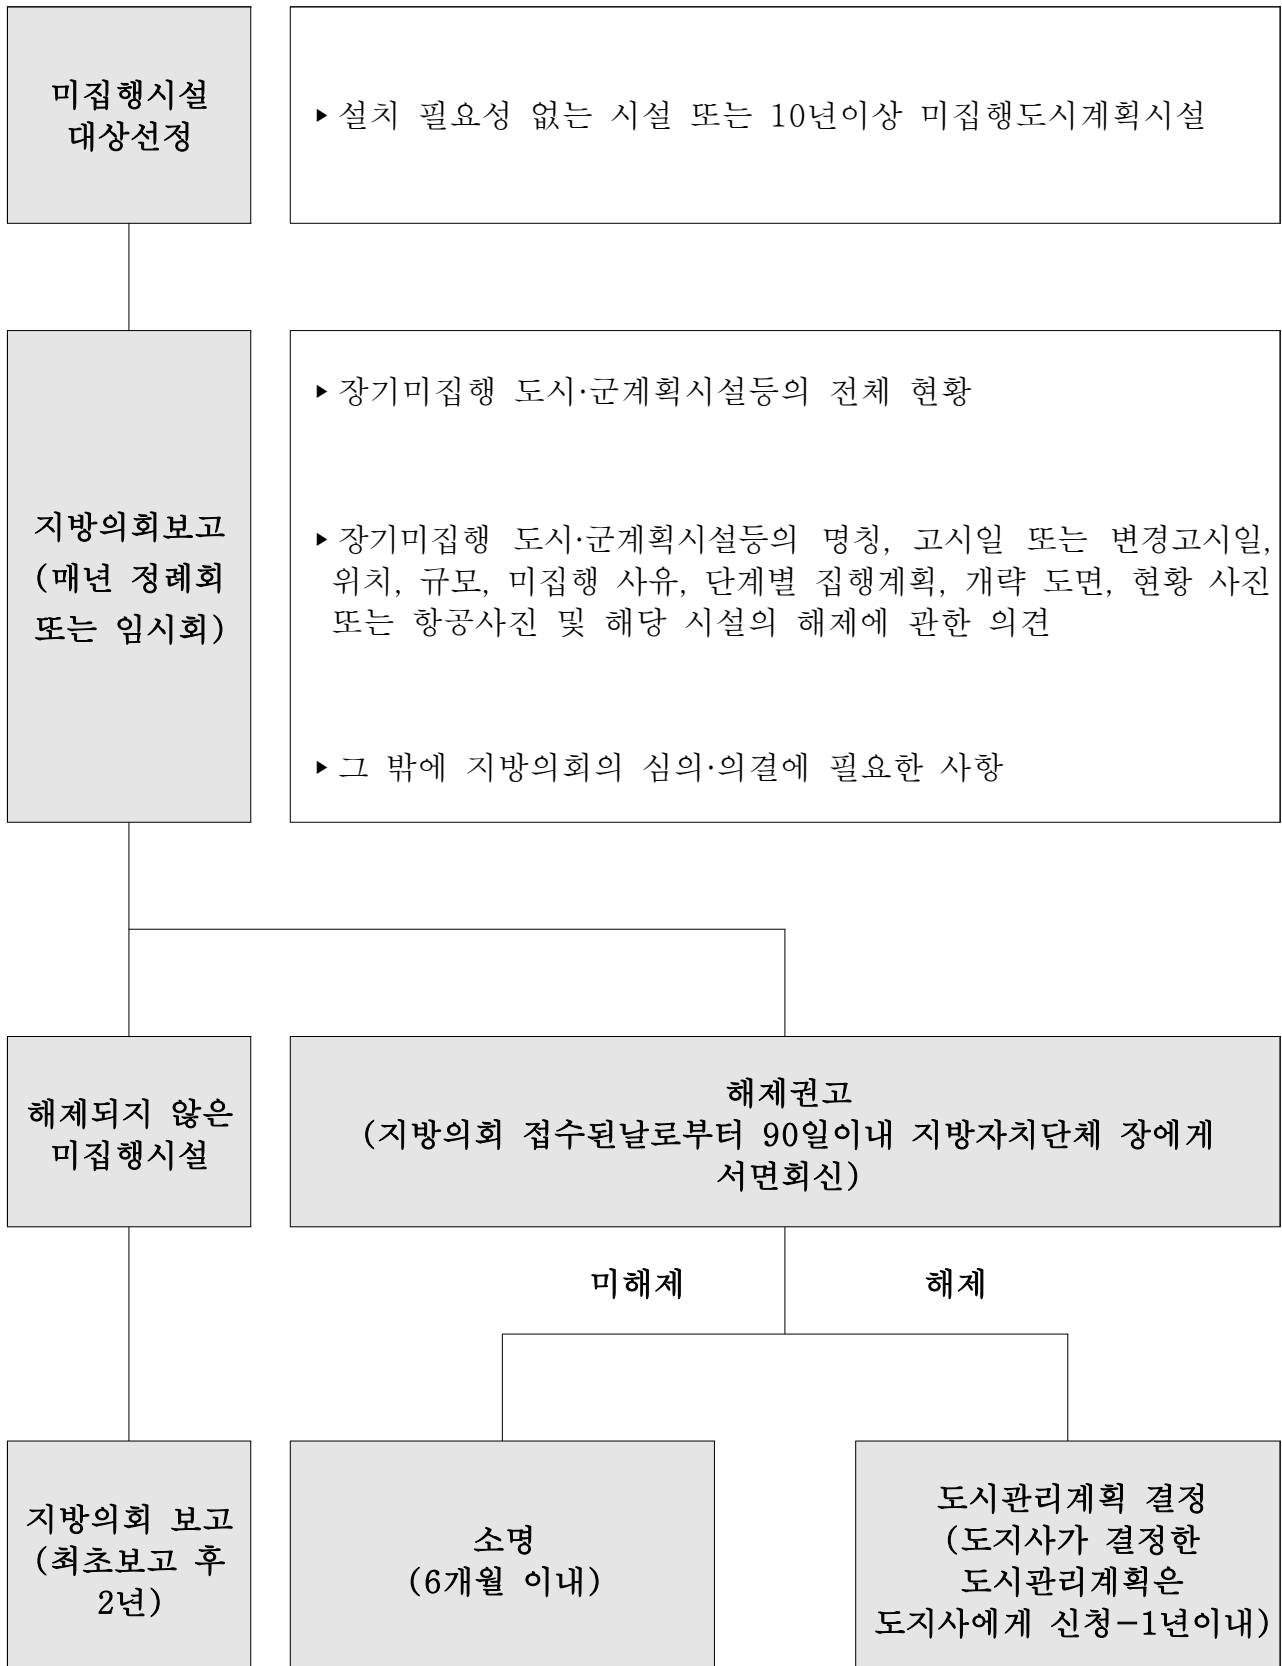 미집행시설
대상선정
▸설치 필요성 없는 시설 또는 10년이상 미집행도시계획시설
지방의회보고
(매년 정례회
또는 임시회)
▸장기미집행 도시·군계획시설등의 전체 현황
▸장기미집행 도시·군계획시설등의 명칭, 고시일 또는 변경고시일,
위치, 규모, 미집행 사유, 단계별 집행계획, 개략 도면, 현황 사진
또는 항공사진 및 해당 시설의 해제에 관한 의견
▸그 밖에 지방의회의 심의·의결에 필요한 사항
해제되지 않은
미집행시설
해제권고
(지방의회 접수된날로부터 90일이내 지방자치단체 장에게
서면회신)
미해제
해제
지방의회 보고
(최초보고 후
2년)
소명
(6개월 이내)
도시관리계획 결정
(도지사가 결정한
도시관리계획은
도지사에게 신청-1년이내)